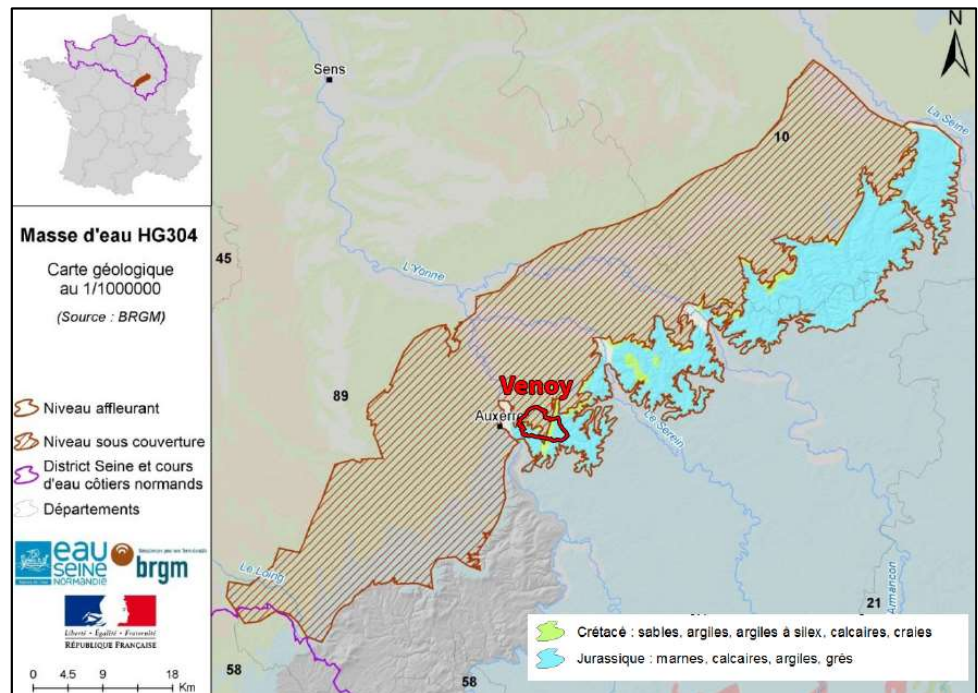 Masse d'eau HG304
Carte géologique
au 1/1000000
(Source : BRGM)
Niveau affleurant
Niveau sous couverture
District Seine et cours
d'eau côtiers normands
Départements
eau
SEINE
NORMANDIE
brgm
Liberté • Égalité • Fraternité
RÉPUBLIQUE FRANÇAISE
0 4.5 9 18
Km
N
Sens
La Seine
10
45
L'Yonne
Venoy
89
Auxerre
Le Serein
Le Loing
Armançon
21
58
58
Crétacé : sables, argiles, argiles à silex, calcaires, craies
Jurassique : marnes, calcaires, argiles, grès